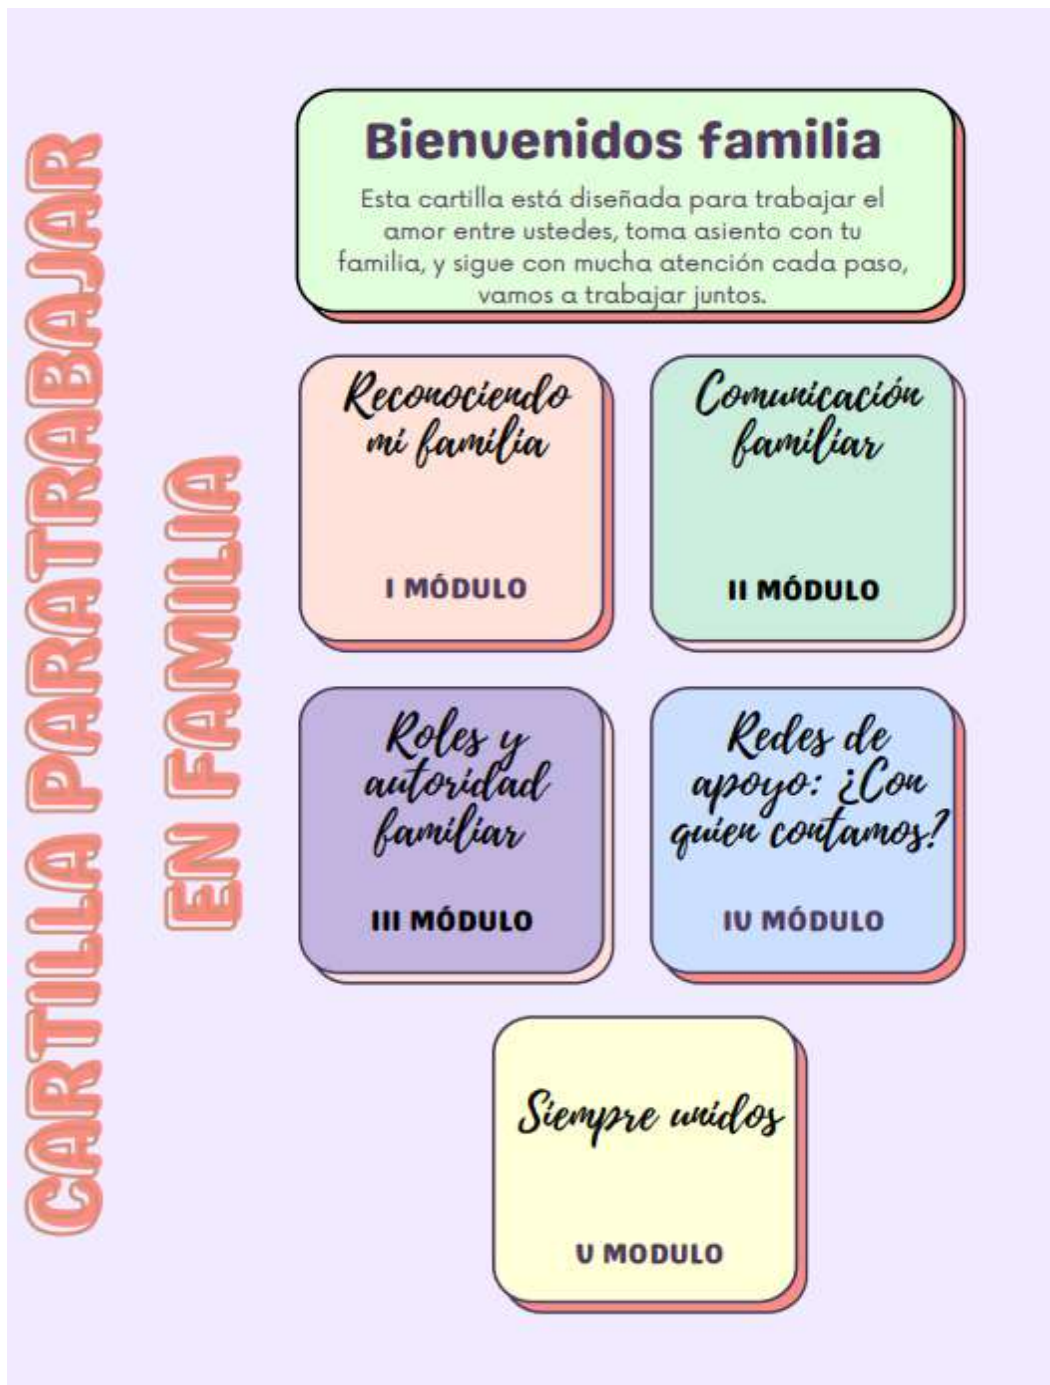 CARTILLA PARATRABAJAR
EN FAMILIA
Bienvenidos familia
Esta cartilla está diseñada para trabajar el
amor entre ustedes, toma asiento con tu
familia, y sigue con mucha atención cada paso,
vamos a trabajar juntos.
Reconociendo
mi familia
I MÓDULO
Comunicación
familiar
II MÓDULO
Roles y
autoridad
familiar
III MÓDULO
Redes de
apoyo: ¿Con
quien contamos?
IV MÓDULO
Siempre unidos
V MODULO